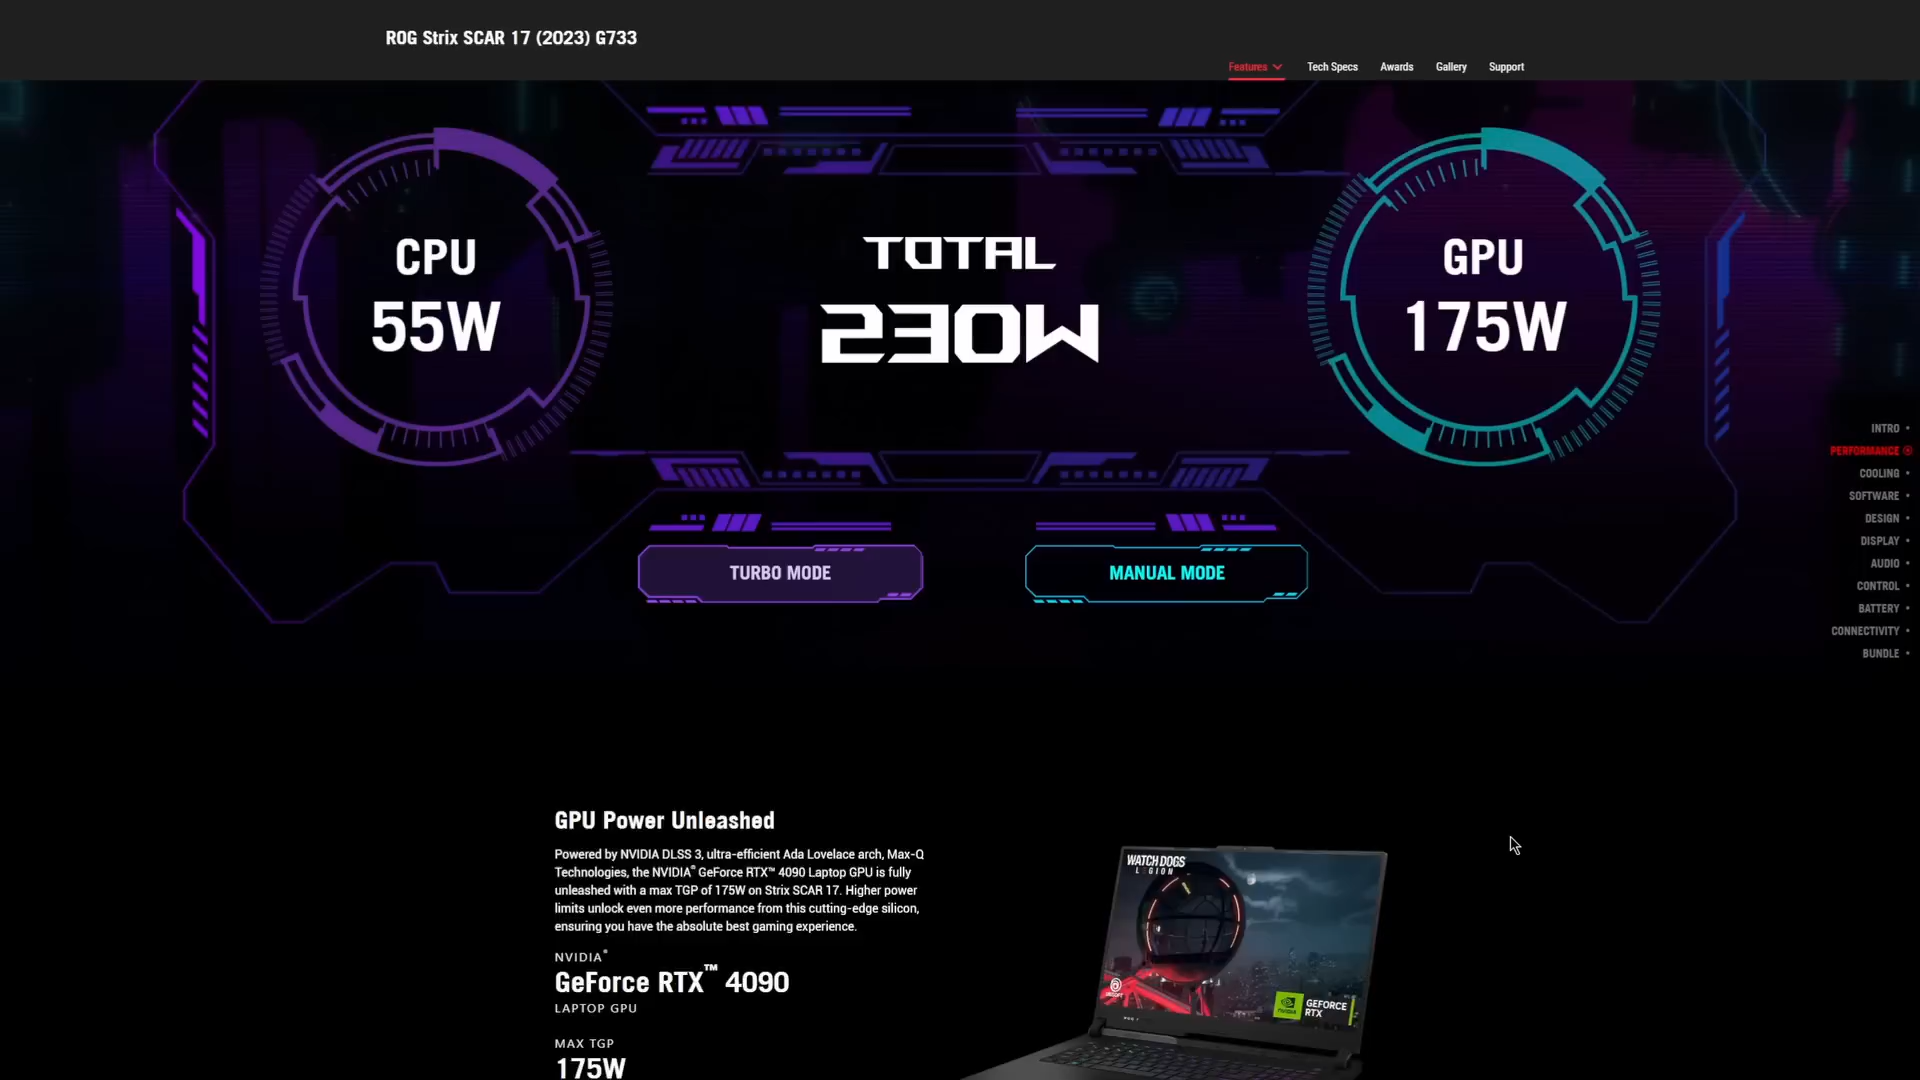 ROG Strix SCAR 17 (2023) G733
Features
Tech Specs
Awards
Gallery
Support
CPU
55W
TOTAL
230W
GPU
175W
TURBO MODE
MANUAL MODE
INTRO
PERFORMANCE
COOLING
SOFTWARE
DESIGN
DISPLAY
AUDIO
CONTROL
BATTERY
CONNECTIVITY
BUNDLE
GPU Power Unleashed
Powered by NVIDIA DLSS 3, ultra-efficient Ada Lovelace arch, Max-Q
Technologies, the NVIDIA® GeForce RTX™ 4090 Laptop GPU is fully
unleashed with a max TGP of 175W on Strix SCAR 17. Higher power
limits unlock even more performance from this cutting-edge silicon,
ensuring you have the absolute best gaming experience.
NVIDIA®
GeForce RTX™ 4090
LAPTOP GPU
MAX TGP
175W
WATCH DOGS
LEGION
UBISOFT
NVIDIA
GEFORCE
RTX